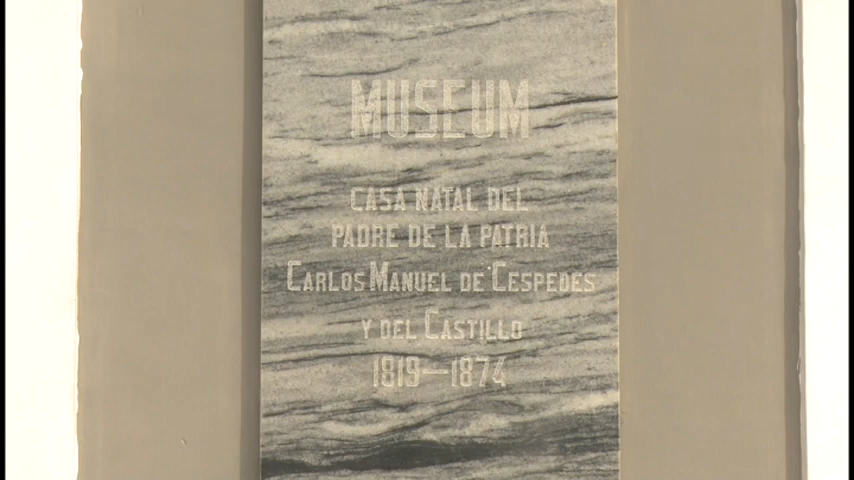 MUSEUM
CASA NATAL DEL
PADRE DE LA PATRIA
CARLOS MANUEL DE CESPEDES
Y DEL CASTILLO
1819—1874